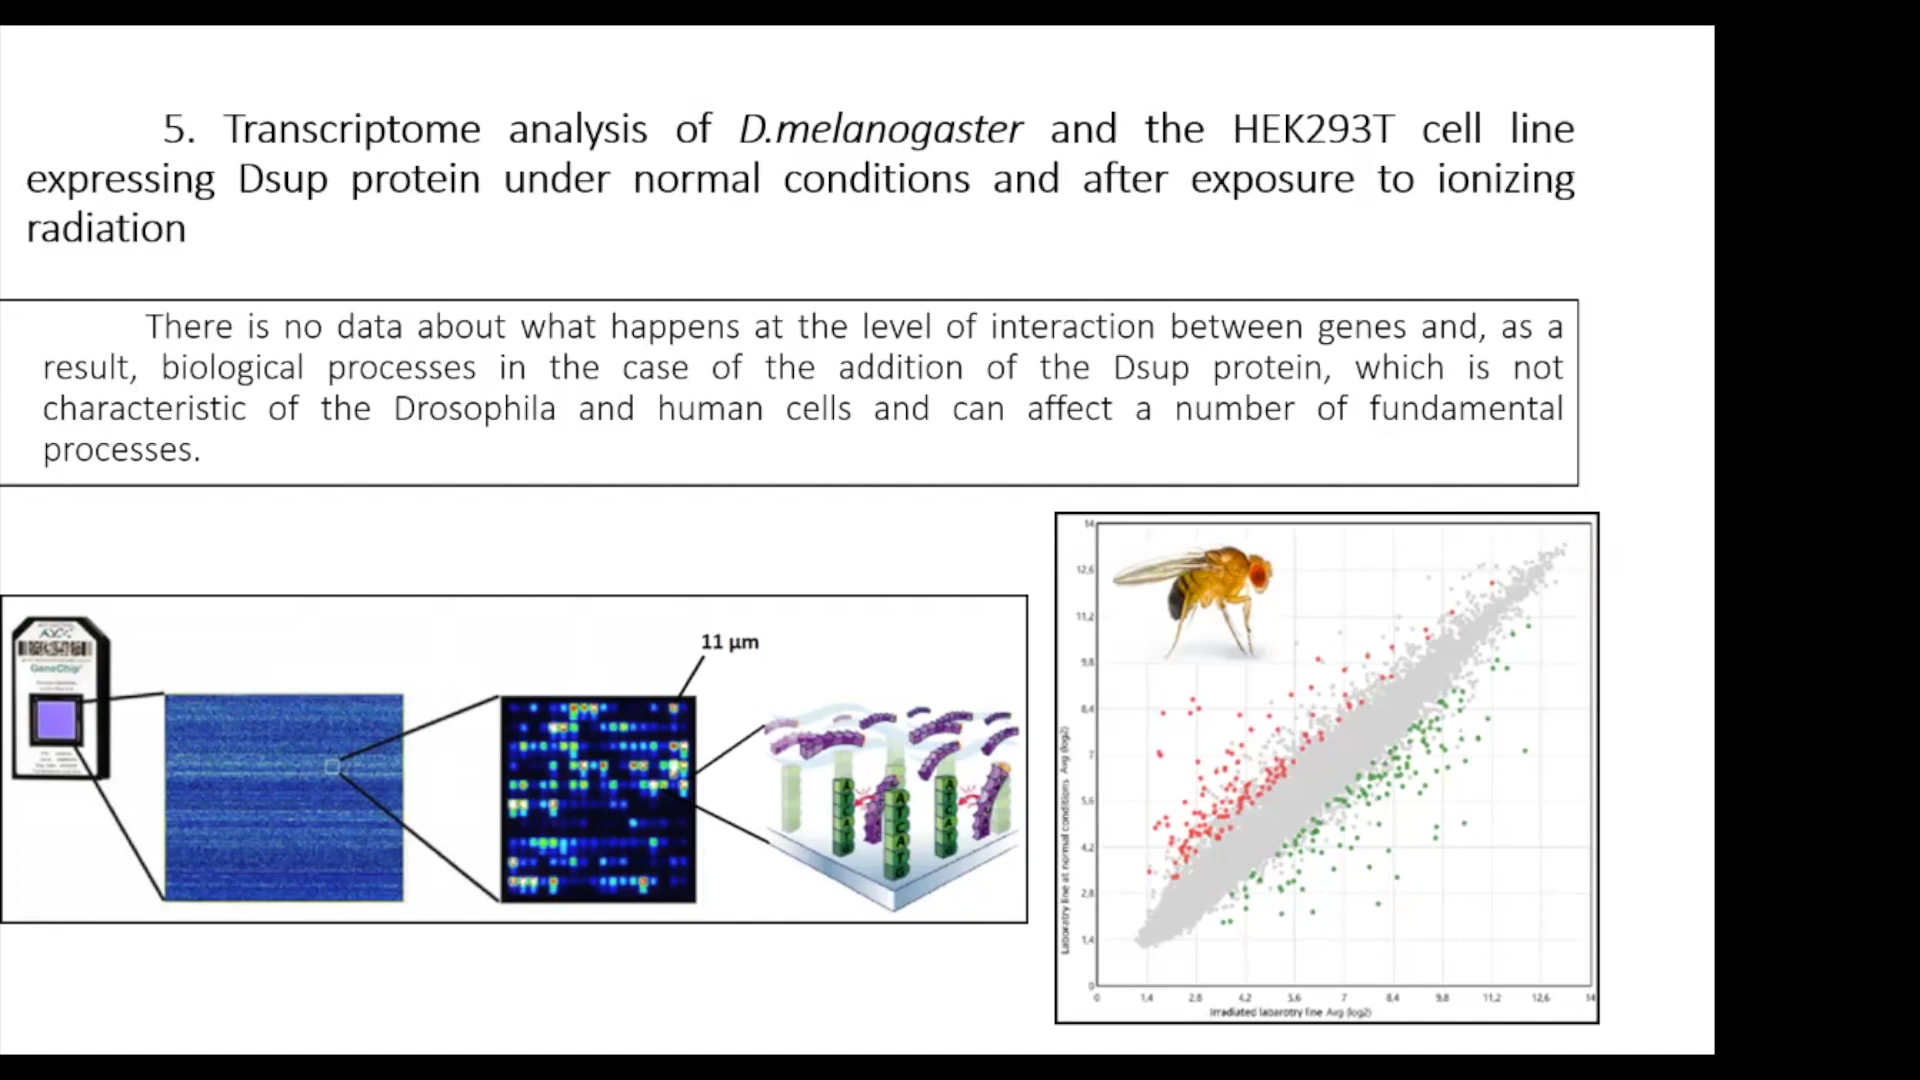 5. Transcriptome analysis of D.melanogaster and the HEK293T cell line
expressing Dsup protein under normal conditions and after exposure to ionizing
radiation
There is no data about what happens at the level of interaction between genes and, as a
result, biological processes in the case of the addition of the Dsup protein, which is not
characteristic of the Drosophila and human cells and can affect a number of fundamental
processes.
GeneChip
11 µm
A
T
C
A
T
A
T
C
A
T
G
A
T
C
A
T
14
12,6
11,2
9,8
8,4
7
5,6
4,2
2,8
1,4
0
Laboratry line at normal conditions Avg (log2)
0 1,4 2,8 4,2 5,6 7 8,4 9,8 11,2 12,6 14
Irradiated labarotry line Avg (log2)